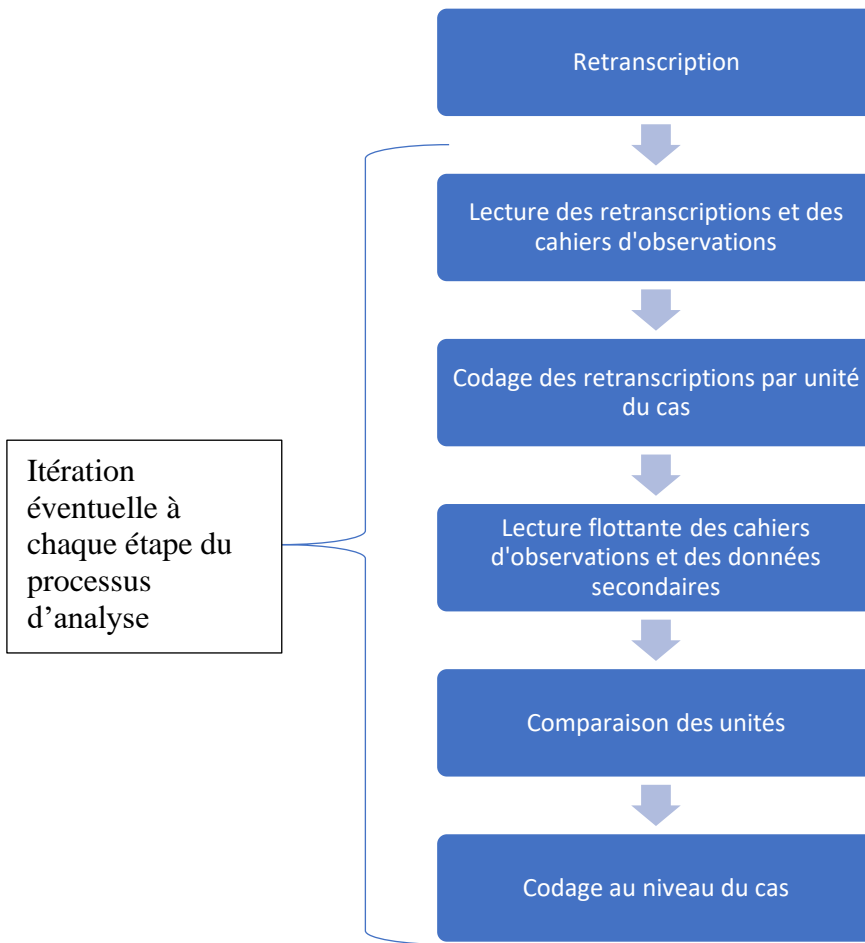 Retranscription
Lecture des retranscriptions et des
cahiers d'observations
Codage des retranscriptions par unité
du cas
Itération
éventuelle à
chaque étape du
processus
d’analyse
Lecture flottante des cahiers
d'observations et des données
secondaires
Comparaison des unités
Codage au niveau du cas